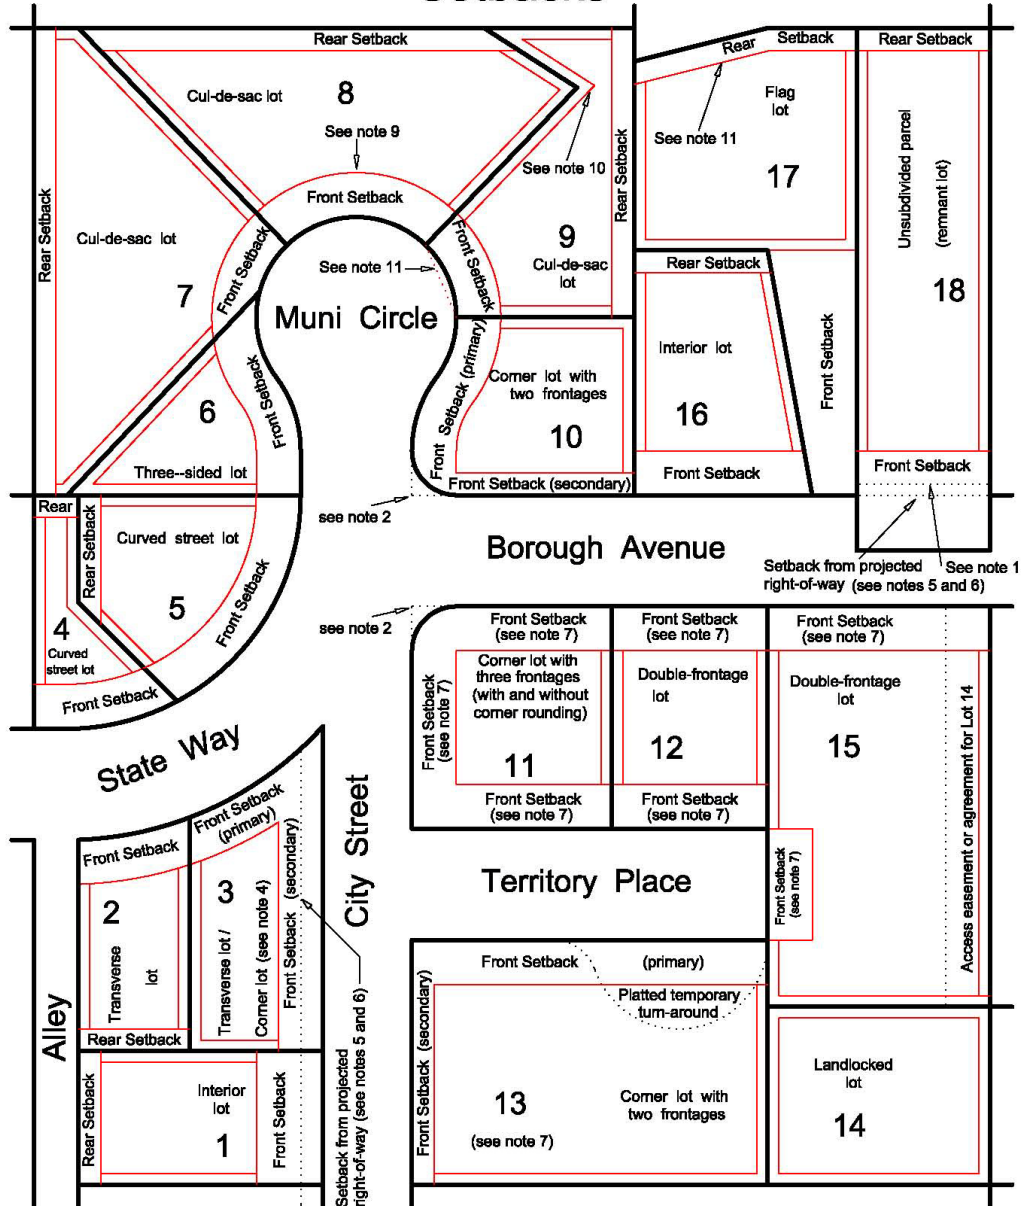 Rear Setback
Rear
Setback
Rear Setback
Cul-de-sac lot
8
See note 9
Front Setback
See note 10
Rear Setback
Flag
lot
See note 11
17
Unsubdivided parcel
(remnant lot)
18
Rear Setback
Cul-de-sac lot
7
Front Setback
See note 11
Muni Circle
Front Setback
9
Cul-de-sac
lot
Rear Setback
Interior lot
16
Front Setback
Front Setback
Front Setback
6
Three--sided lot
Front Setback
Front Setback (primary)
Corner lot with
two frontages
10
Front Setback (secondary)
Front Setback
Rear
Rear Setback
Curved street lot
5
Front Setback
4
Curved
street lot
Front Setback
see note 2
Borough Avenue
Setback from projected
right-of-way (see notes 5 and 6)
See note 1
see note 2
Front Setback
(see note 7)
Front Setback
(see note 7)
Front Setback
(see note 7)
Front Setback
(see note 7)
Corner lot with
three frontages
(with and without
corner rounding)
11
Front Setback
(see note 7)
Double-frontage
lot
12
Front Setback
(see note 7)
Double-frontage
lot
15
Access easement or agreement for Lot 14
State Way
City Street
Territory Place
Front Setback
(see note 7)
Front Setback
2
Transverse
lot
Rear Setback
Front Setback
(primary)
3
Transverse lot /
Corner lot (see note 4)
Front Setback (secondary)
Alley
Rear Setback
Interior
lot
1
Front Setback
Setback from projected
right-of-way (see notes 5 and 6)
Front Setback (primary)
Platted temporary
turn-around
Front Setback (secondary)
13
(see note 7)
Corner lot with
two frontages
Landlocked
lot
14